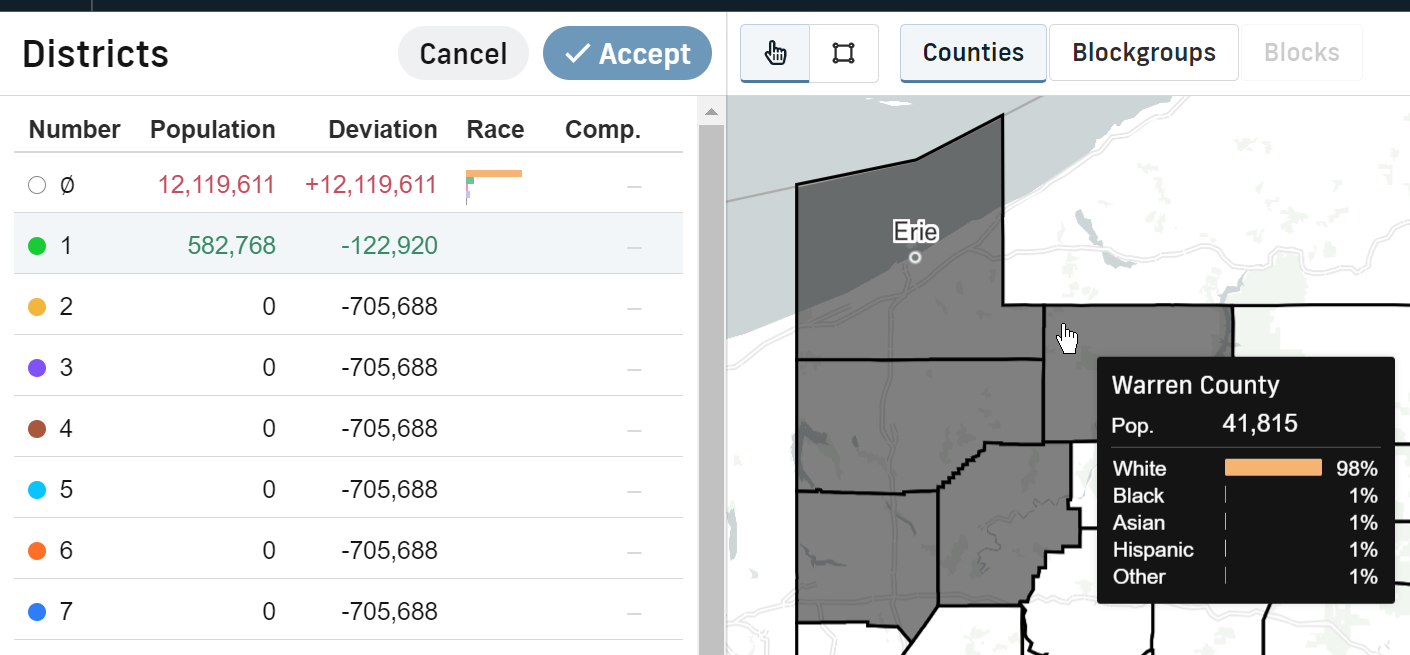 Districts
Cancel
Accept
Counties
Blockgroups
Blocks
Number Population Deviation Race Comp.
Ø 12,119,611 +12,119,611 —
1 582,768 -122,920 —
2 0 -705,688 —
3 0 -705,688 —
4 0 -705,688 —
5 0 -705,688 —
6 0 -705,688 —
7 0 -705,688 —
Erie
Warren County
Pop. 41,815
White 98%
Black 1%
Asian 1%
Hispanic 1%
Other 1%